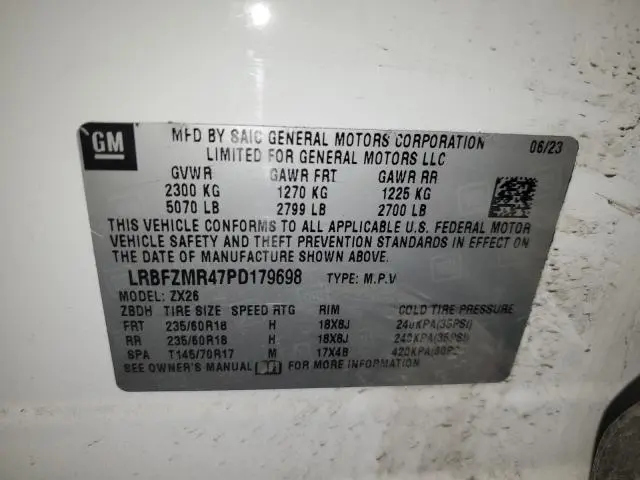 GM
MFD BY SAIC GENERAL MOTORS CORPORATION 06/23
LIMITED FOR GENERAL MOTORS LLC
GVWR GAWR FRT GAWR RR
2300 KG 1270 KG 1225 KG
5070 LB 2799 LB 2700 LB
THIS VEHICLE CONFORMS TO ALL APPLICABLE U.S. FEDERAL MOTOR
VEHICLE SAFETY AND THEFT PREVENTION STANDARDS IN EFFECT ON
THE DATE OF MANUFACTURE SHOWN ABOVE.
LRBFZMR47PD179698 TYPE: M.P.V
MODEL: ZX26
ZBDH TIRE SIZE SPEED RTG RIM COLD TIRE PRESSURE
FRT 235/60R18 H 18X8J 240KPA(35PSI)
RR 235/60R18 H 18X8J 240KPA(35PSI)
SPA T145/70R17 M 17X4B 420KPA(60PSI)
SEE OWNER'S MANUAL FOR MORE INFORMATION